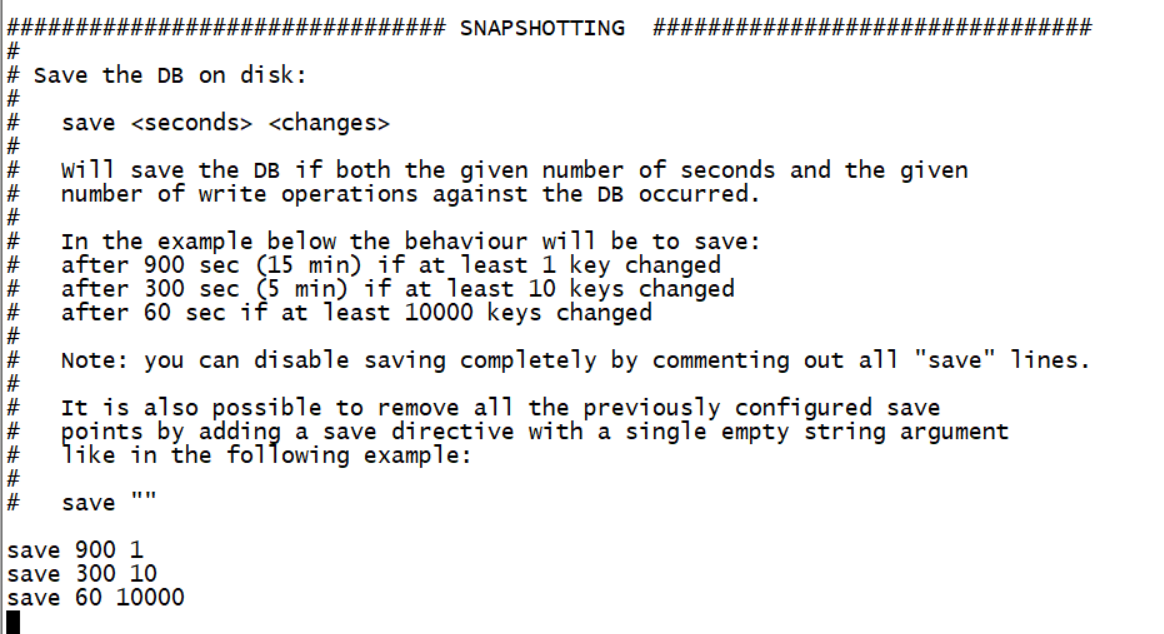 ################################ SNAPSHOTTING  ################################
#
# Save the DB on disk:
#
#   save <seconds> <changes>
#
#   Will save the DB if both the given number of seconds and the given
#   number of write operations against the DB occurred.
#
#   In the example below the behaviour will be to save:
#   after 900 sec (15 min) if at least 1 key changed
#   after 300 sec (5 min) if at least 10 keys changed
#   after 60 sec if at least 10000 keys changed
#
#   Note: you can disable saving completely by commenting out all "save" lines.
#
#   It is also possible to remove all the previously configured save
#   points by adding a save directive with a single empty string argument
#   like in the following example:
#
#   save ""

save 900 1
save 300 10
save 60 10000